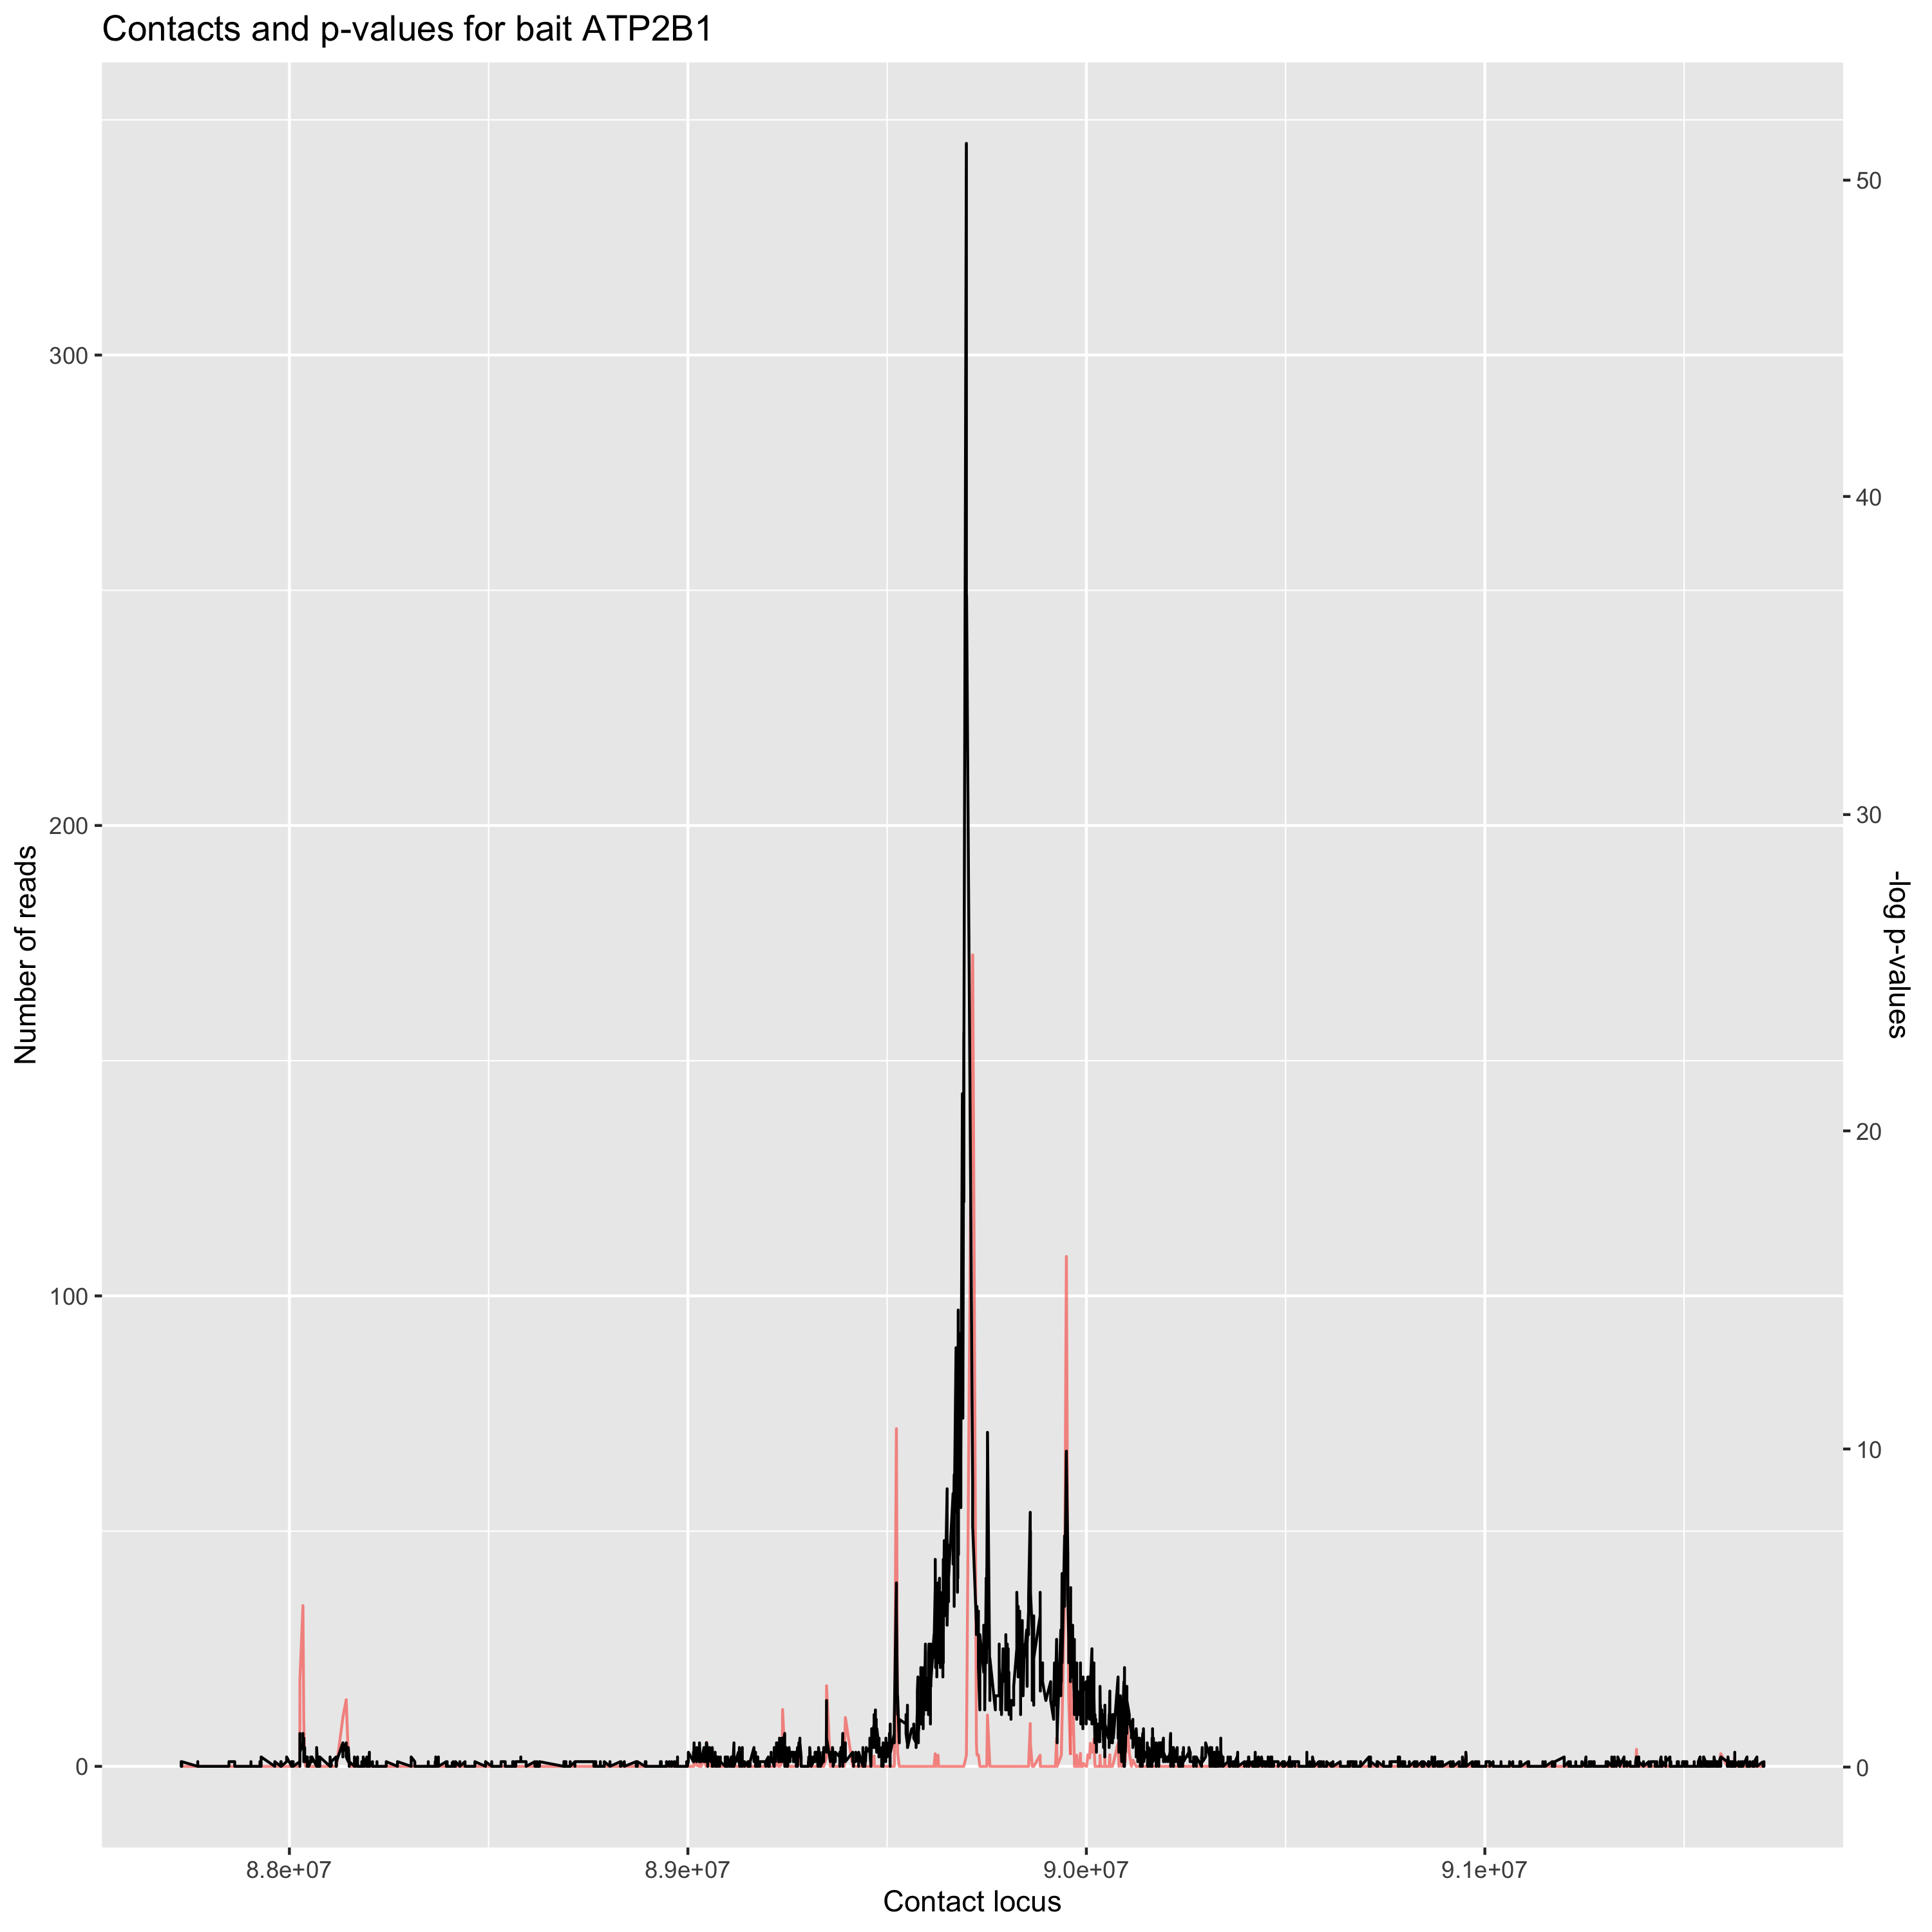 Contacts and p-values for bait ATP2B1
Number of reads
300
200
100
0
50
40
30
20
10
0
-log p-values
8.8e+07
8.9e+07
9.0e+07
9.1e+07
Contact locus